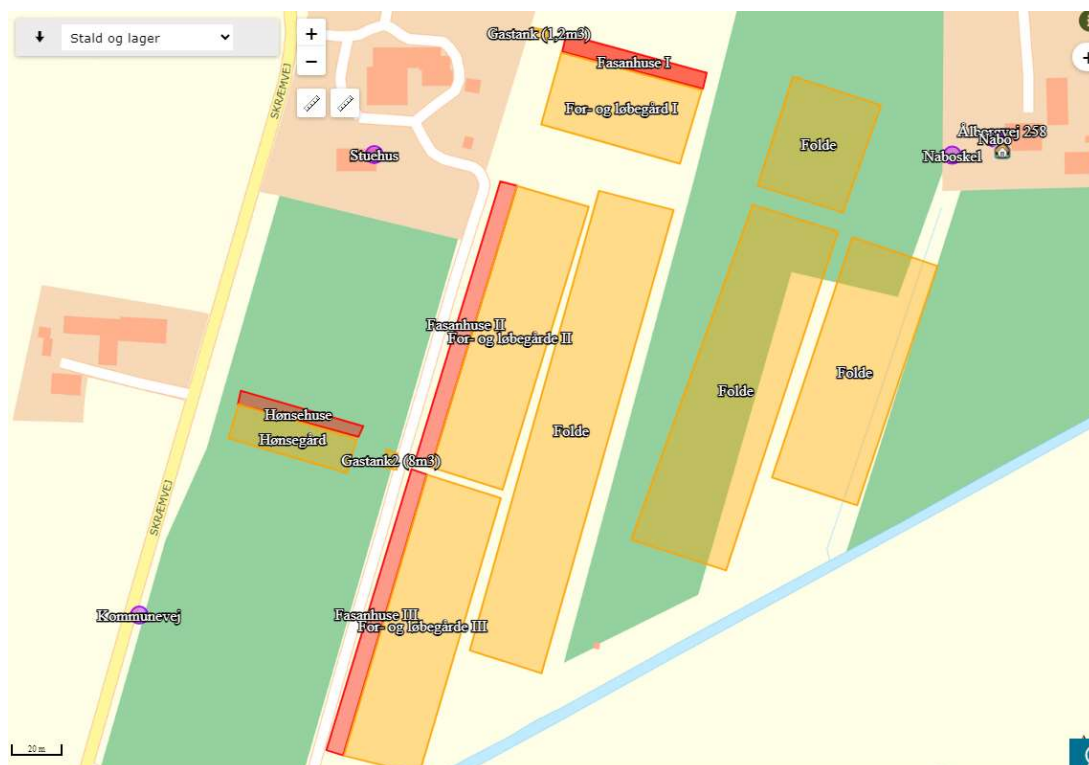 Stald og lager
+
−
Gastank (1,2m3)
Fasanhuse I
For- og løbegård I
SKRÆMVEJ
Stuehus
Folde
Ålborgvej 258
Nabo
Naboskel
Fasanhuse II
For- og løbegårde II
Folde
Folde
Folde
Hønsehuse
Hønsegård
Gastank2 (8m3)
SKRÆMVEJ
Kommunevej
Fasanhuse III
For- og løbegårde III
20 m